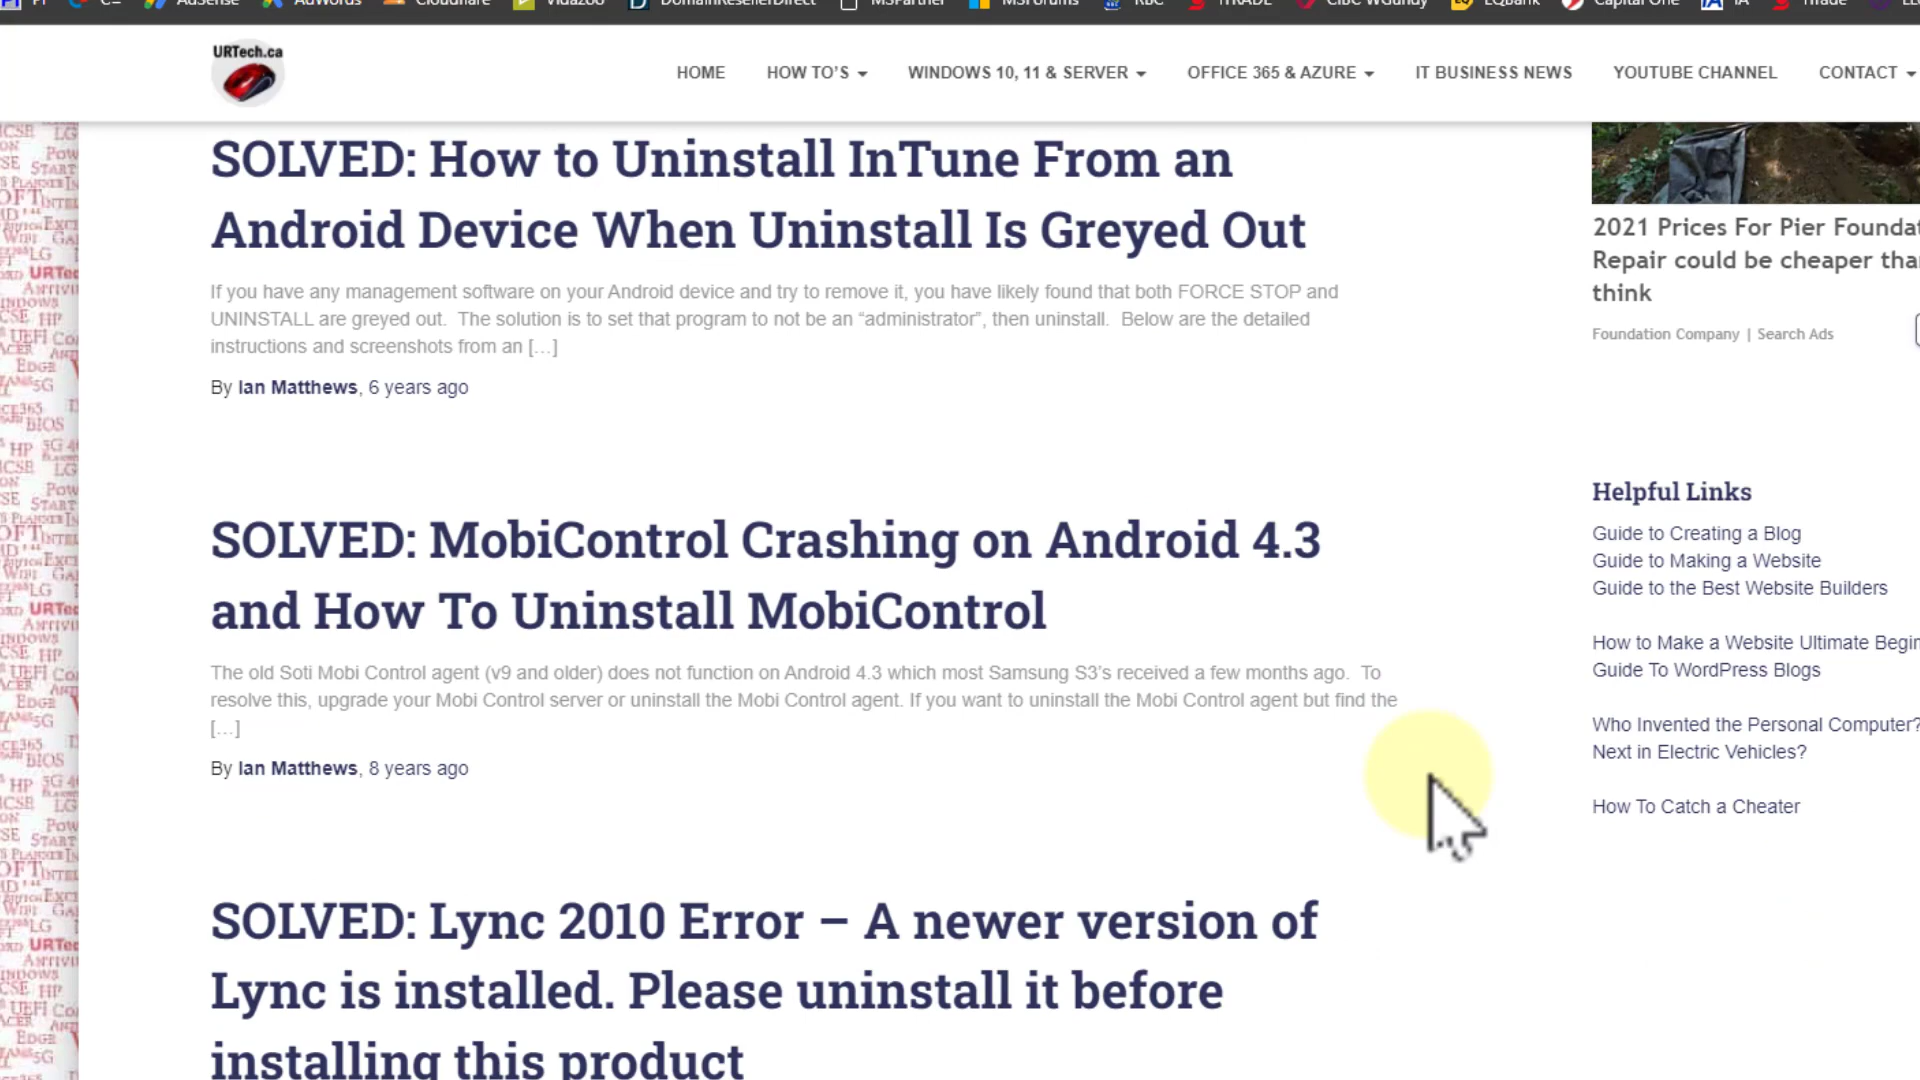 AdSense AdWords Cloudflare Vidazoo DomainResellerDirect MSPartner MSForums RBC iTRADE CIBC WGundy EQBank Capital One IA iTrade
URTech.ca
HOME HOW TO'S WINDOWS 10, 11 & SERVER OFFICE 365 & AZURE IT BUSINESS NEWS YOUTUBE CHANNEL CONTACT
SOLVED: How to Uninstall InTune From an
Android Device When Uninstall Is Greyed Out
If you have any management software on your Android device and try to remove it, you have likely found that both FORCE STOP and
UNINSTALL are greyed out. The solution is to set that program to not be an “administrator”, then uninstall. Below are the detailed
instructions and screenshots from an […]
By Ian Matthews, 6 years ago
SOLVED: MobiControl Crashing on Android 4.3
and How To Uninstall MobiControl
The old Soti Mobi Control agent (v9 and older) does not function on Android 4.3 which most Samsung S3's received a few months ago. To
resolve this, upgrade your Mobi Control server or uninstall the Mobi Control agent. If you want to uninstall the Mobi Control agent but find the
[…]
By Ian Matthews, 8 years ago
SOLVED: Lync 2010 Error – A newer version of
Lync is installed. Please uninstall it before
installing this product
2021 Prices For Pier Foundat
Repair could be cheaper tha
think
Foundation Company | Search Ads
Helpful Links
Guide to Creating a Blog
Guide to Making a Website
Guide to the Best Website Builders
How to Make a Website Ultimate Begin
Guide To WordPress Blogs
Who Invented the Personal Computer?
Next in Electric Vehicles?
How To Catch a Cheater